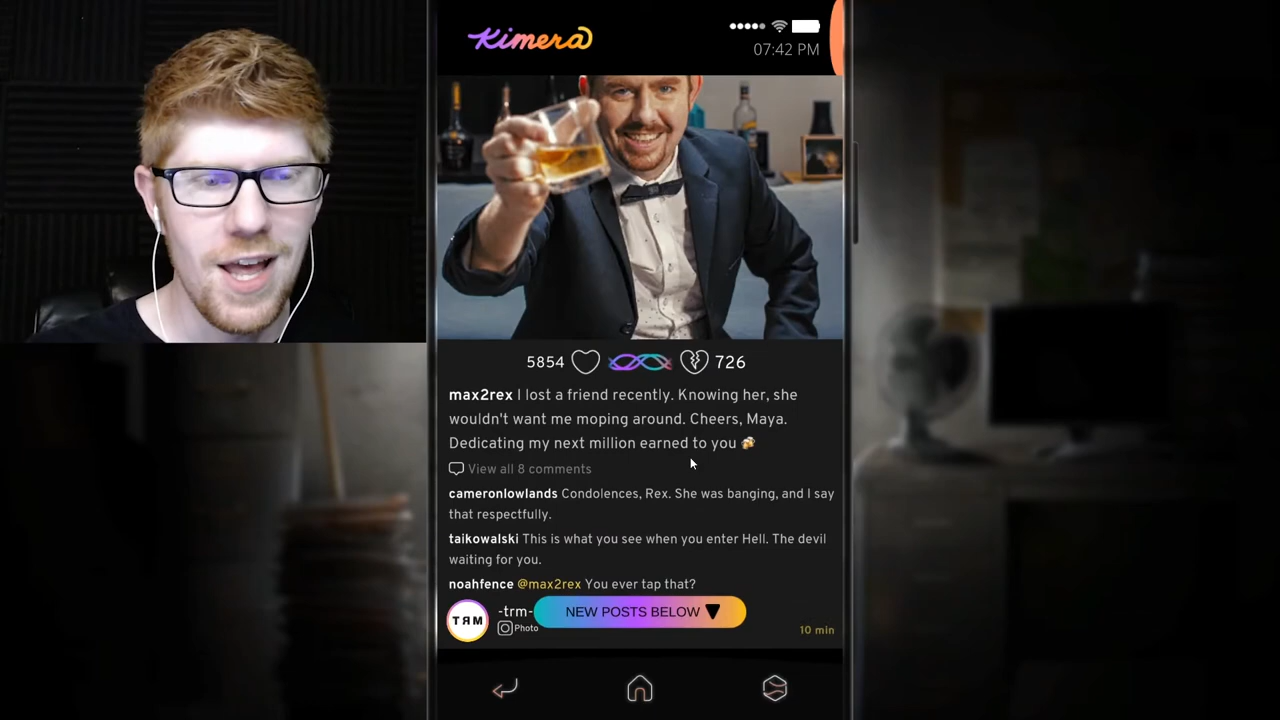 Kimera
07:42 PM
5854 726
max2rex I lost a friend recently. Knowing her, she
wouldn't want me moping around. Cheers, Maya.
Dedicating my next million earned to you 🍻
View all 8 comments
cameronlowlands Condolences, Rex. She was banging, and I say
that respectfully.
taikowalski This is what you see when you enter Hell. The devil
waiting for you.
noahfence @max2rex You ever tap that?
TЯM
-trm-
NEW POSTS BELOW
Photo
10 min